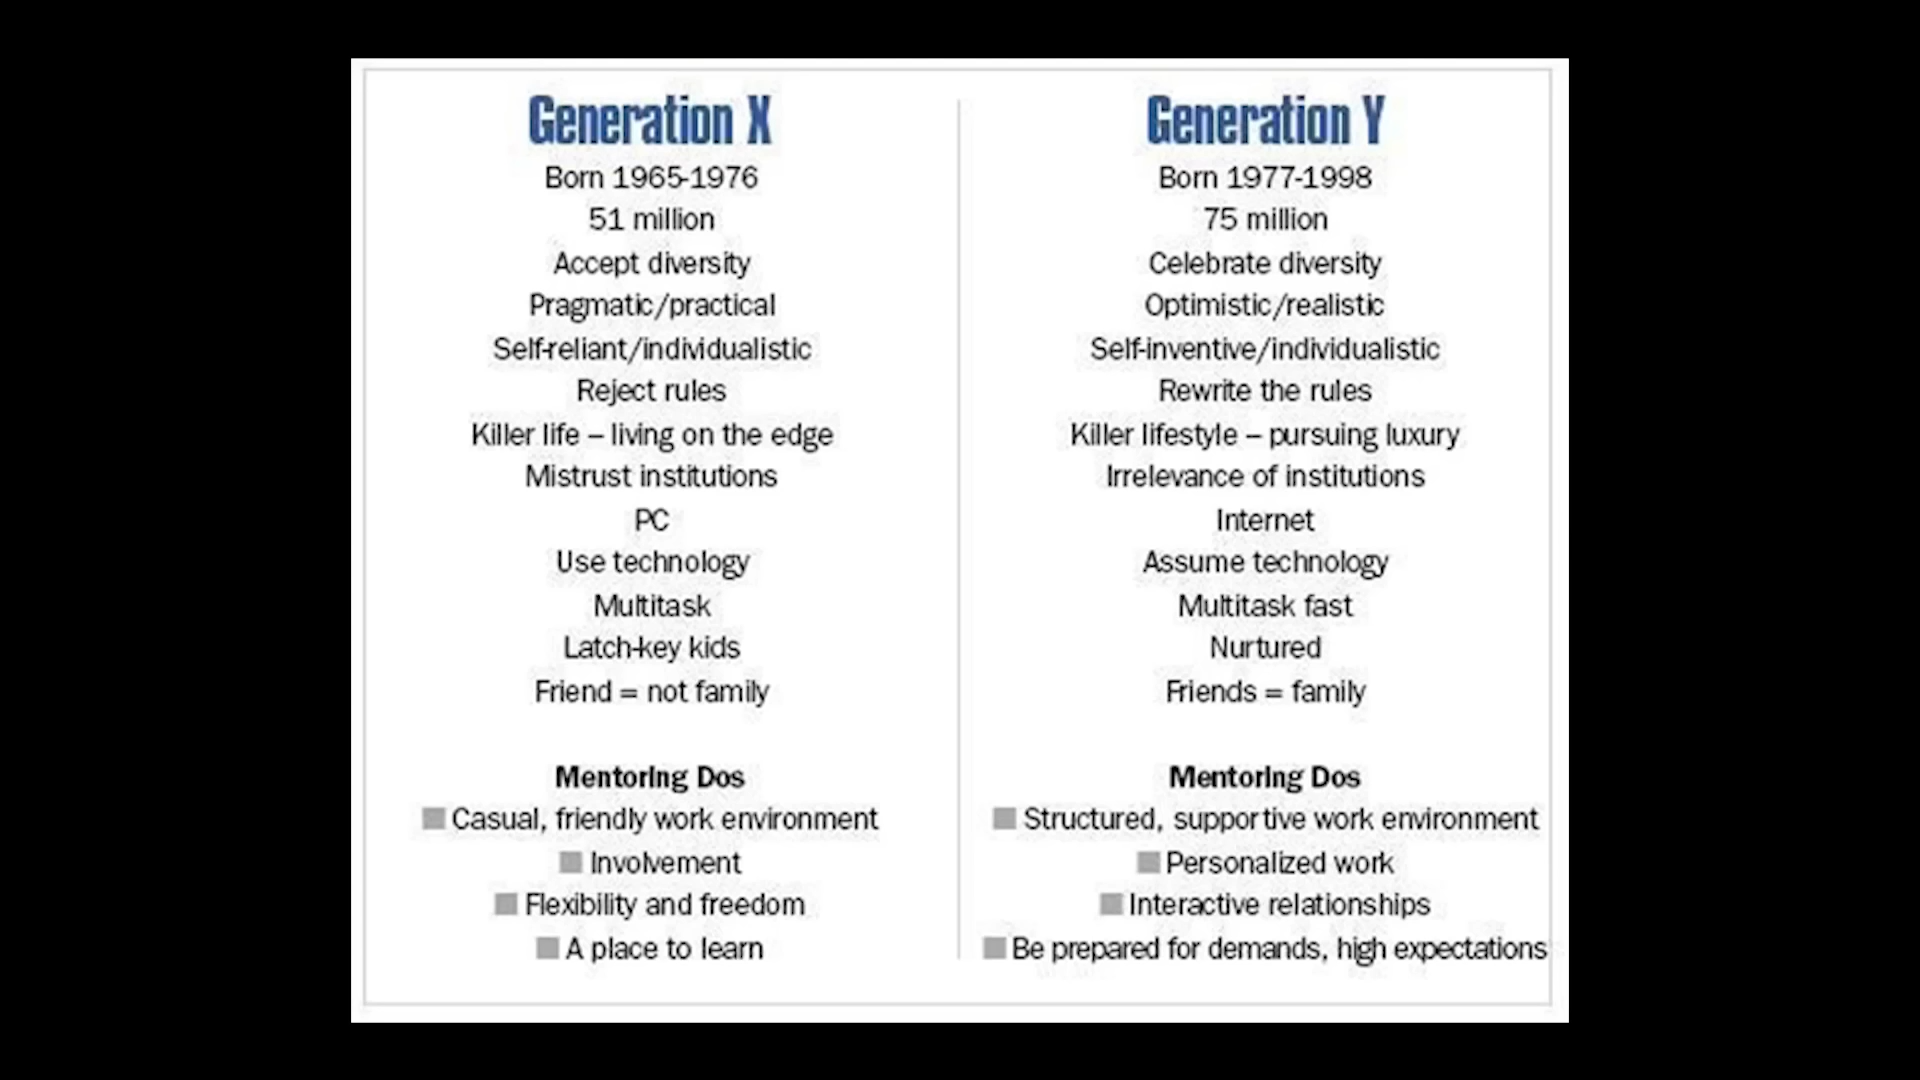 Generation X
Born 1965-1976
51 million
Accept diversity
Pragmatic/practical
Self-reliant/individualistic
Reject rules
Killer life – living on the edge
Mistrust institutions
PC
Use technology
Multitask
Latch-key kids
Friend = not family
Mentoring Dos
Casual, friendly work environment
Involvement
Flexibility and freedom
A place to learn
Generation Y
Born 1977-1998
75 million
Celebrate diversity
Optimistic/realistic
Self-inventive/individualistic
Rewrite the rules
Killer lifestyle – pursuing luxury
Irrelevance of institutions
Internet
Assume technology
Multitask fast
Nurtured
Friends = family
Mentoring Dos
Structured, supportive work environment
Personalized work
Interactive relationships
Be prepared for demands, high expectations